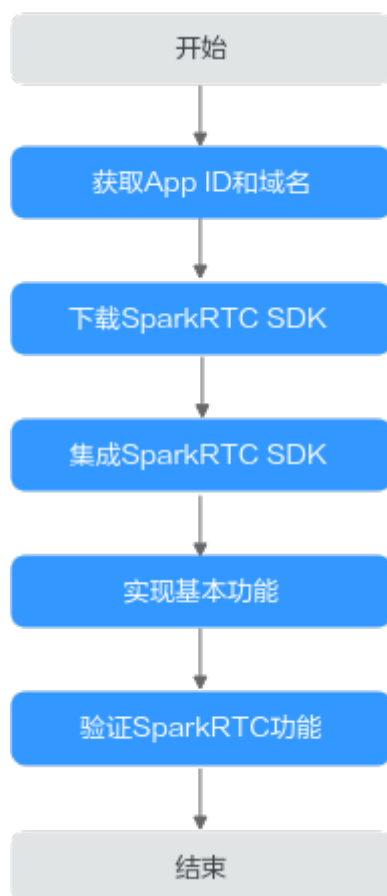 开始
获取App ID和域名
下载SparkRTC SDK
集成SparkRTC SDK
实现基本功能
验证SparkRTC功能
结束